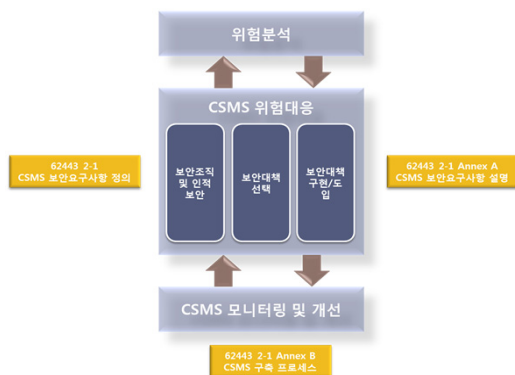 위험분석
CSMS 위험대응
보안조직
및 인적
보안
보안대책
선택
보안대책
구현/도
입
62443 2-1
CSMS 보안요구사항 정의
62443 2-1 Annex A
CSMS 보안요구사항 설명
CSMS 모니터링 및 개선
62443 2-1 Annex B
CSMS 구축 프로세스